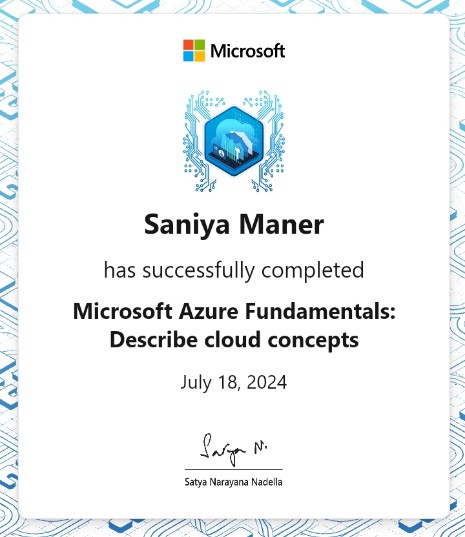 Microsoft
Saniya Maner
has successfully completed
Microsoft Azure Fundamentals:
Describe cloud concepts
July 18, 2024
Satya N.
Satya Narayana Nadella